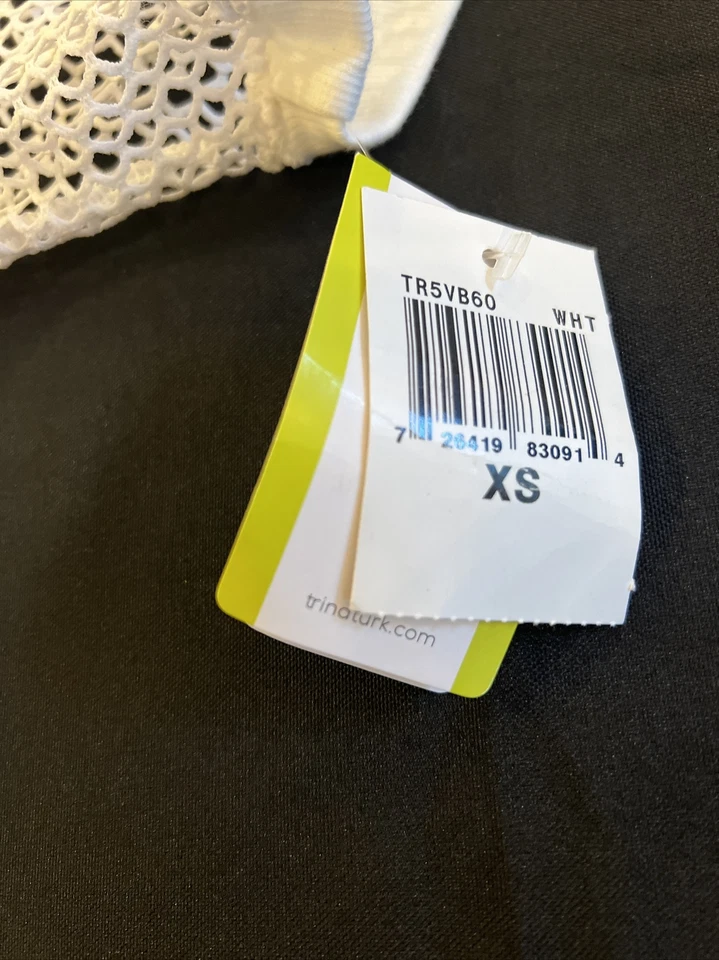 TR5VB60
WHT
7 26419 83091 4
XS
trinaturk.com